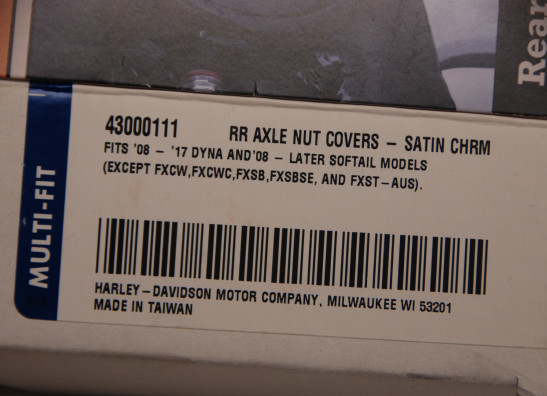 Rear
43000111 RR AXLE NUT COVERS – SATIN CHRM
FITS '08 – '17 DYNA AND '08 – LATER SOFTAIL MODELS
(EXCEPT FXCW,FXCWC,FXSB,FXSBSE, AND FXST–AUS).
MULTI-FIT
HARLEY–DAVIDSON MOTOR COMPANY, MILWAUKEE WI 53201
MADE IN TAIWAN